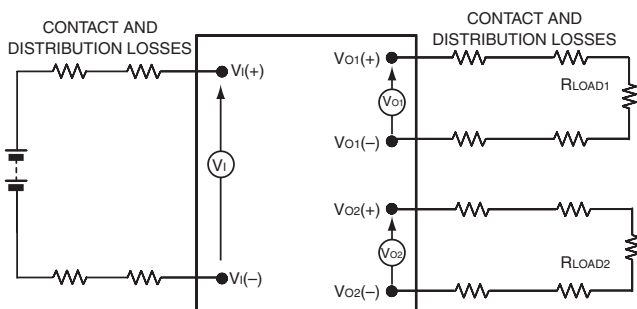 CONTACT AND
DISTRIBUTION LOSSES
CONTACT AND
DISTRIBUTION LOSSES
VI(+)
VO1(+)
RLOAD1
VO1
VO1(–)
VI
VO2(+)
VO2
RLOAD2
VI(–)
VO2(–)